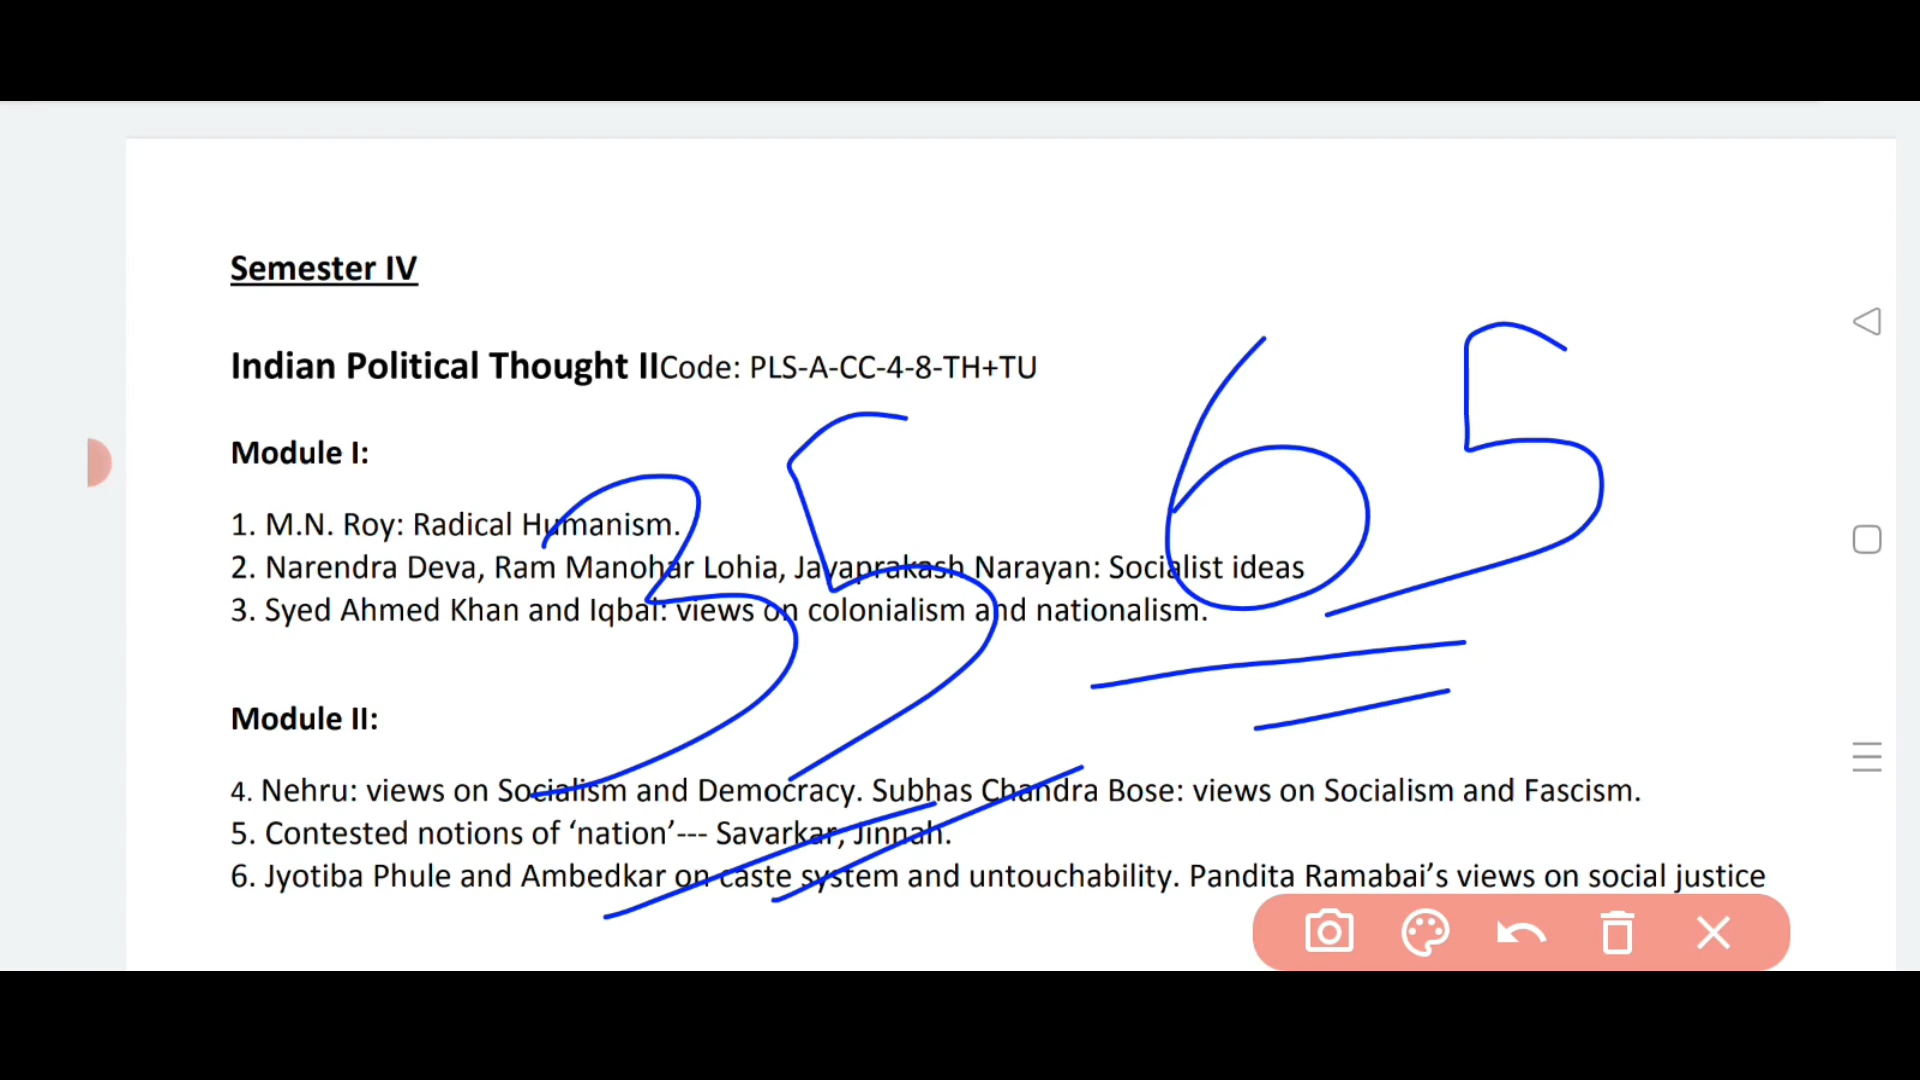 Semester IV
Indian Political Thought IICode: PLS-A-CC-4-8-TH+TU
65
Module I:
35
1. M.N. Roy: Radical Humanism.
2. Narendra Deva, Ram Manohar Lohia, Jayaprakash Narayan: Socialist ideas
3. Syed Ahmed Khan and Iqbal: views on colonialism and nationalism.
Module II:
4. Nehru: views on Socialism and Democracy. Subhas Chandra Bose: views on Socialism and Fascism.
5. Contested notions of ‘nation’--- Savarkar, Jinnah.
6. Jyotiba Phule and Ambedkar on caste system and untouchability. Pandita Ramabai’s views on social justice